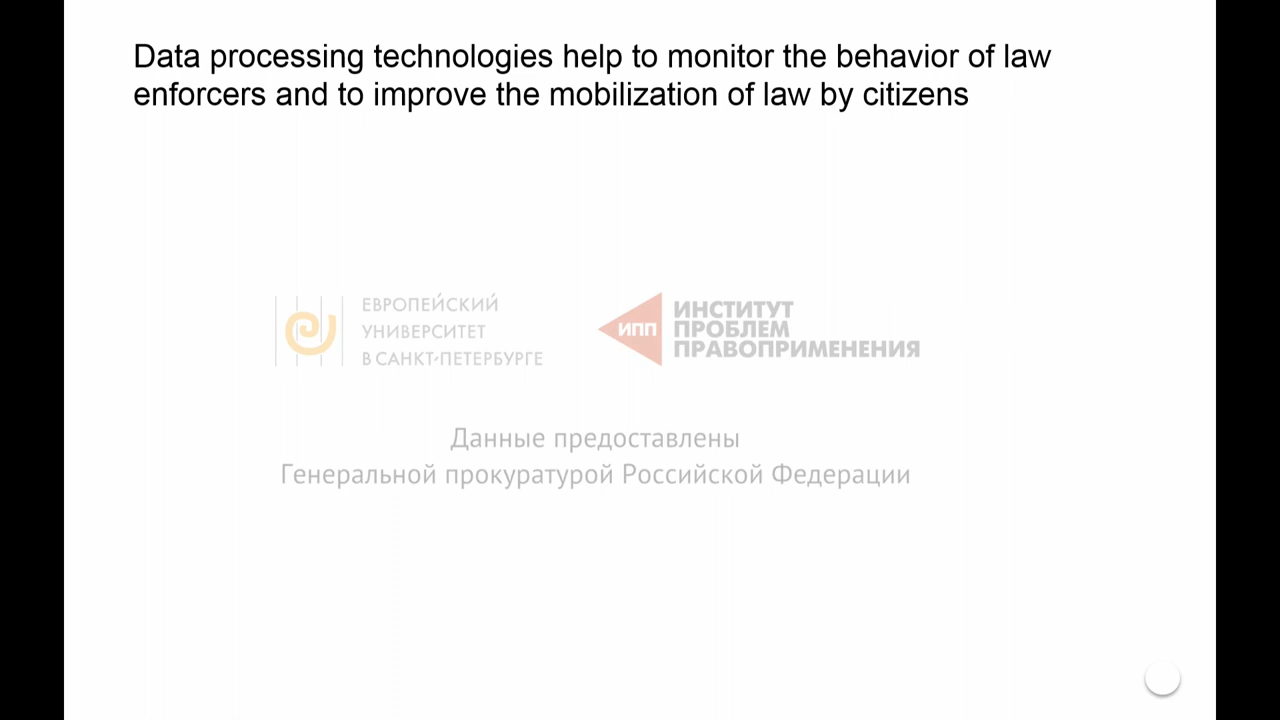 Data processing technologies help to monitor the behavior of law
enforcers and to improve the mobilization of law by citizens
ЕВРОПЕЙСКИЙ
УНИВЕРСИТЕТ
В САНКТ-ПЕТЕРБУРГЕ
ИПП
ИНСТИТУТ
ПРОБЛЕМ
ПРАВОПРИМЕНЕНИЯ
Данные предоставлены
Генеральной прокуратурой Российской Федерации